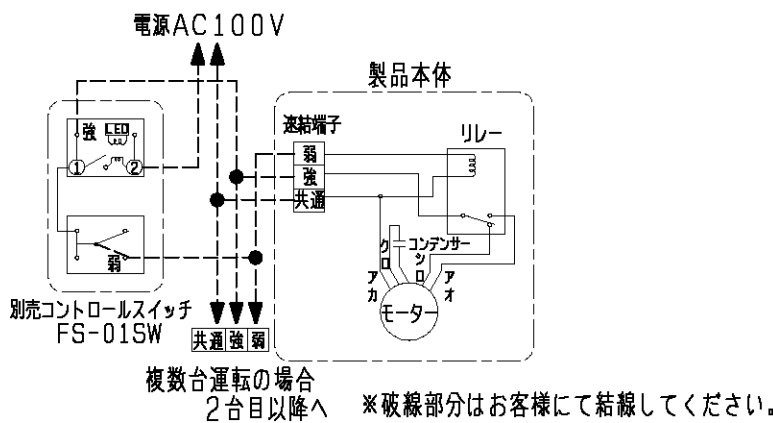 電源AC100V
製品本体
速結端子
リレー
強 LED
弱
① ②
強
共通
コンデンサー
クロ
シロ
アカ
アオ
弱
モーター
別売コントロールスイッチ
FS-01SW
共通 強 弱
複数台運転の場合
2台目以降へ
※破線部分はお客様にて結線してください。